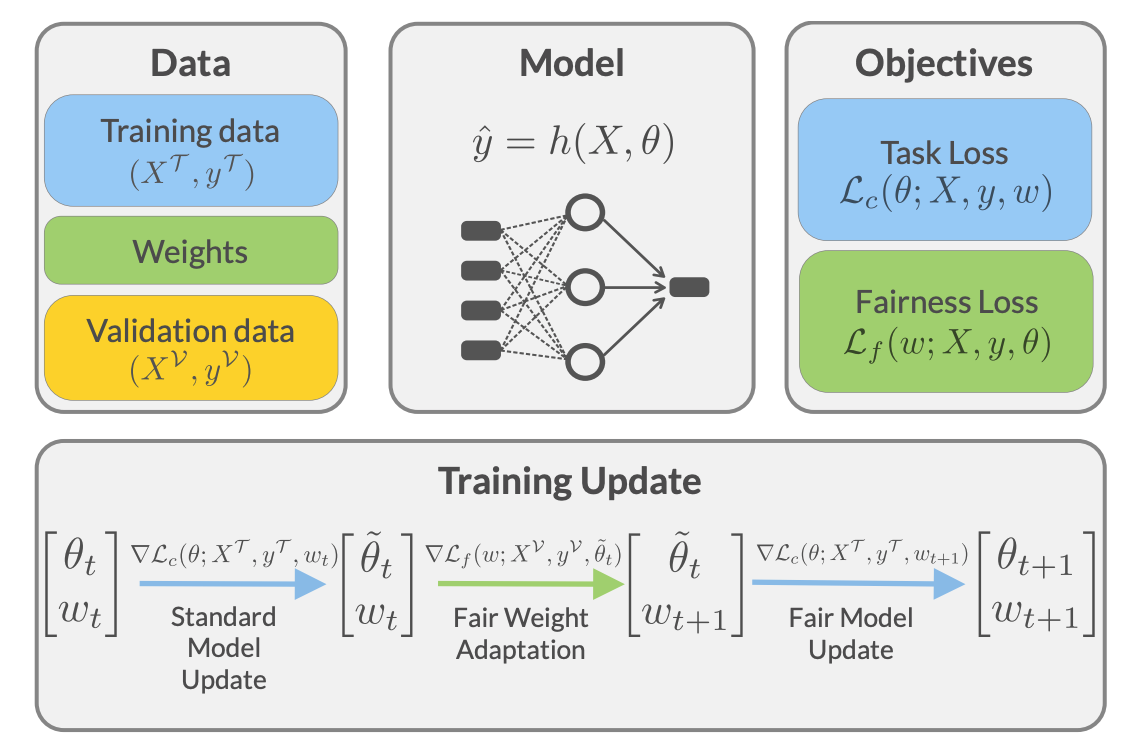 Data
Training data
(X^𝒯, y^𝒯)
Weights
Validation data
(X^𝒱, y^𝒱)
Model
ŷ = h(X, θ)
Objectives
Task Loss
ℒ_c(θ; X, y, w)
Fairness Loss
ℒ_f(w; X, y, θ)
Training Update
[θ_t
w_t]
∇ℒ_c(θ; X^𝒯, y^𝒯, w_t)
Standard
Model
Update
[θ̃_t
w_t]
∇ℒ_f(w; X^𝒱, y^𝒱, θ̃_t)
Fair Weight
Adaptation
[θ̃_t
w_{t+1}]
∇ℒ_c(θ; X^𝒯, y^𝒯, w_{t+1})
Fair Model
Update
[θ_{t+1}
w_{t+1}]